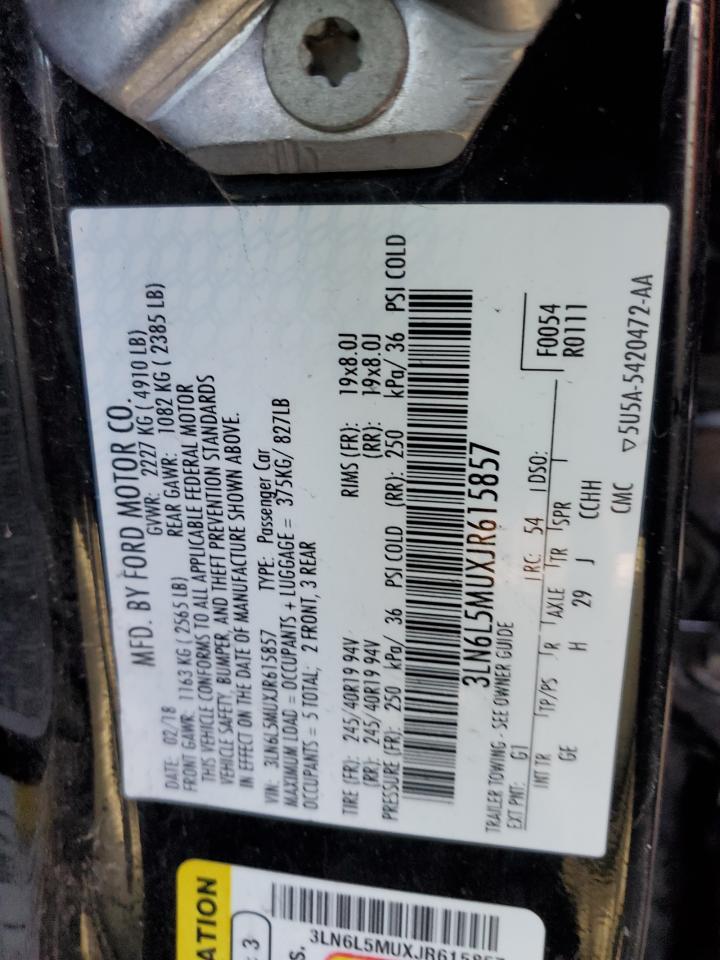 MFD. BY FORD MOTOR CO.
DATE: 02/18 GVWR: 2227 KG ( 4910 LB)
FRONT GAWR: 1163 KG ( 2565 LB) REAR GAWR: 1082 KG ( 2385 LB)
THIS VEHICLE CONFORMS TO ALL APPLICABLE FEDERAL MOTOR
VEHICLE SAFETY, BUMPER, AND THEFT PREVENTION STANDARDS
IN EFFECT ON THE DATE OF MANUFACTURE SHOWN ABOVE.
VIN: 3LN6L5MUXJR615857 TYPE: Passenger Car
MAXIMUM LOAD = OCCUPANTS + LUGGAGE = 375KG/ 827LB
OCCUPANTS = 5 TOTAL; 2 FRONT, 3 REAR
TIRE (FR): 245/40R19 94V RIMS (FR): 19x8.0J
(RR): 245/40R19 94V (RR): 19x8.0J
PRESSURE (FR): 250 kPa/ 36 PSI COLD (RR): 250 kPa/ 36 PSI COLD
3LN6L5MUXJR615857
TRAILER TOWING - SEE OWNER GUIDE
EXT PNT: G1 RC: 54 DSO: F0054
INT TR TP/PS R AXLE TR SPR R0111
GE H 29 J CCHH
CMC ▽5U5A-5420472-AA
ATION
: 3
s.
3LN6L5MUXJR615857